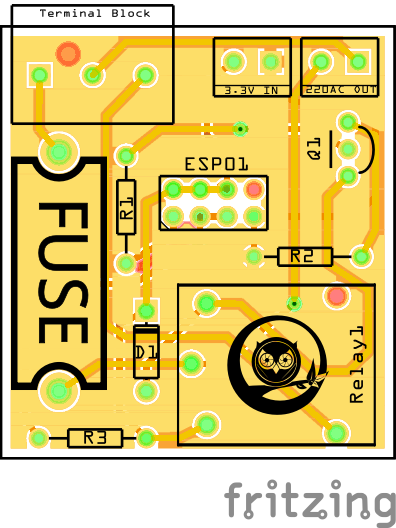 Terminal Block
3.3V IN
220AC OUT
Q1
ESP01
R1
FUSE
R2
D1
Relay1
R3
fritzing